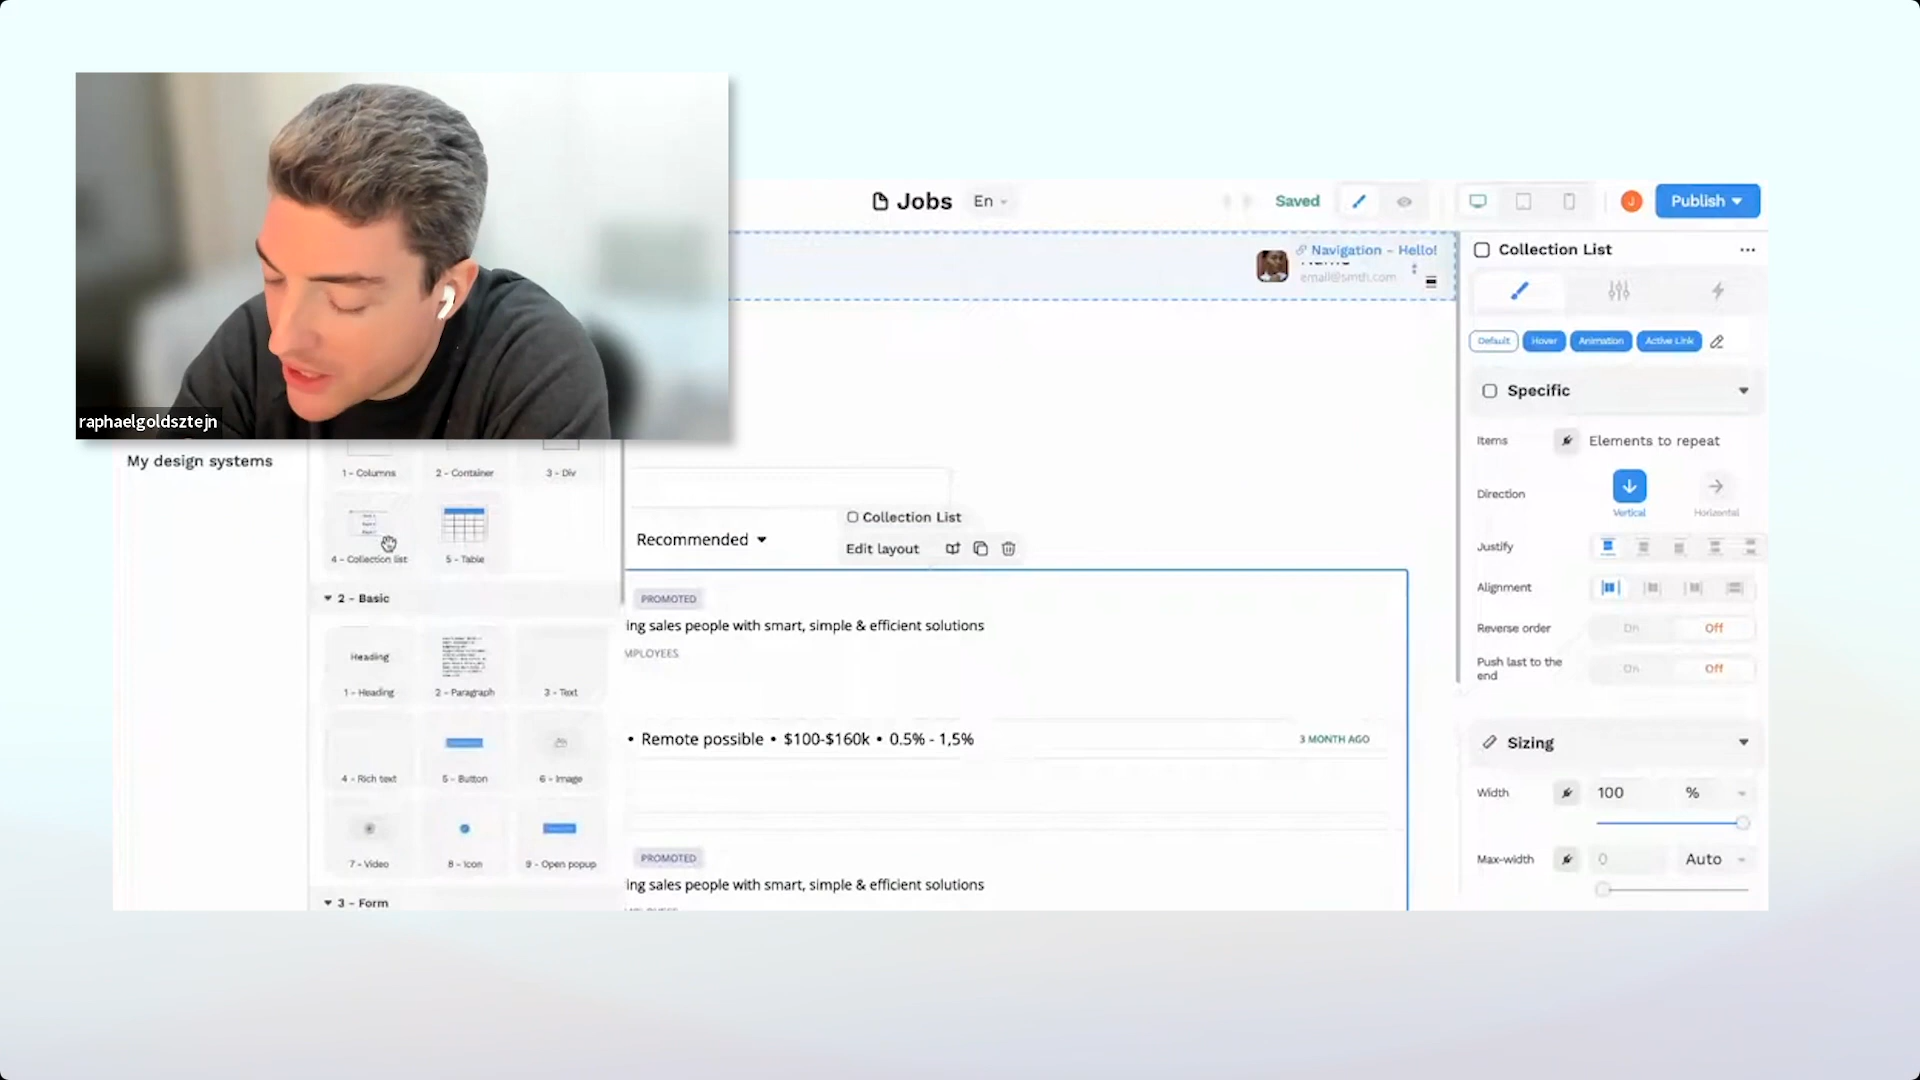 Jobs
En
Saved
J
Publish
raphaelgoldsztejn
Navigation - Hello!
email@smth.com
My design systems
1 - Columns
2 - Container
3 - Div
4 - Collection list
5 - Table
2 - Basic
Heading
1 - Heading
2 - Paragraph
3 - Text
4 - Rich text
5 - Button
6 - Image
7 - Video
8 - Icon
9 - Open popup
3 - Form
Recommended
Collection List
Edit layout
PROMOTED
ing sales people with smart, simple & efficient solutions
MPLOYEES
• Remote possible • $100-$160k • 0.5% - 1,5%
3 MONTH AGO
PROMOTED
ing sales people with smart, simple & efficient solutions
Collection List
Default
Hover
Animation
Active Link
Specific
Items
Elements to repeat
Direction
Vertical
Horizontal
Justify
Alignment
Reverse order
On
Off
Push last to the
end
On
Off
Sizing
Width
100
%
Max-width
0
Auto